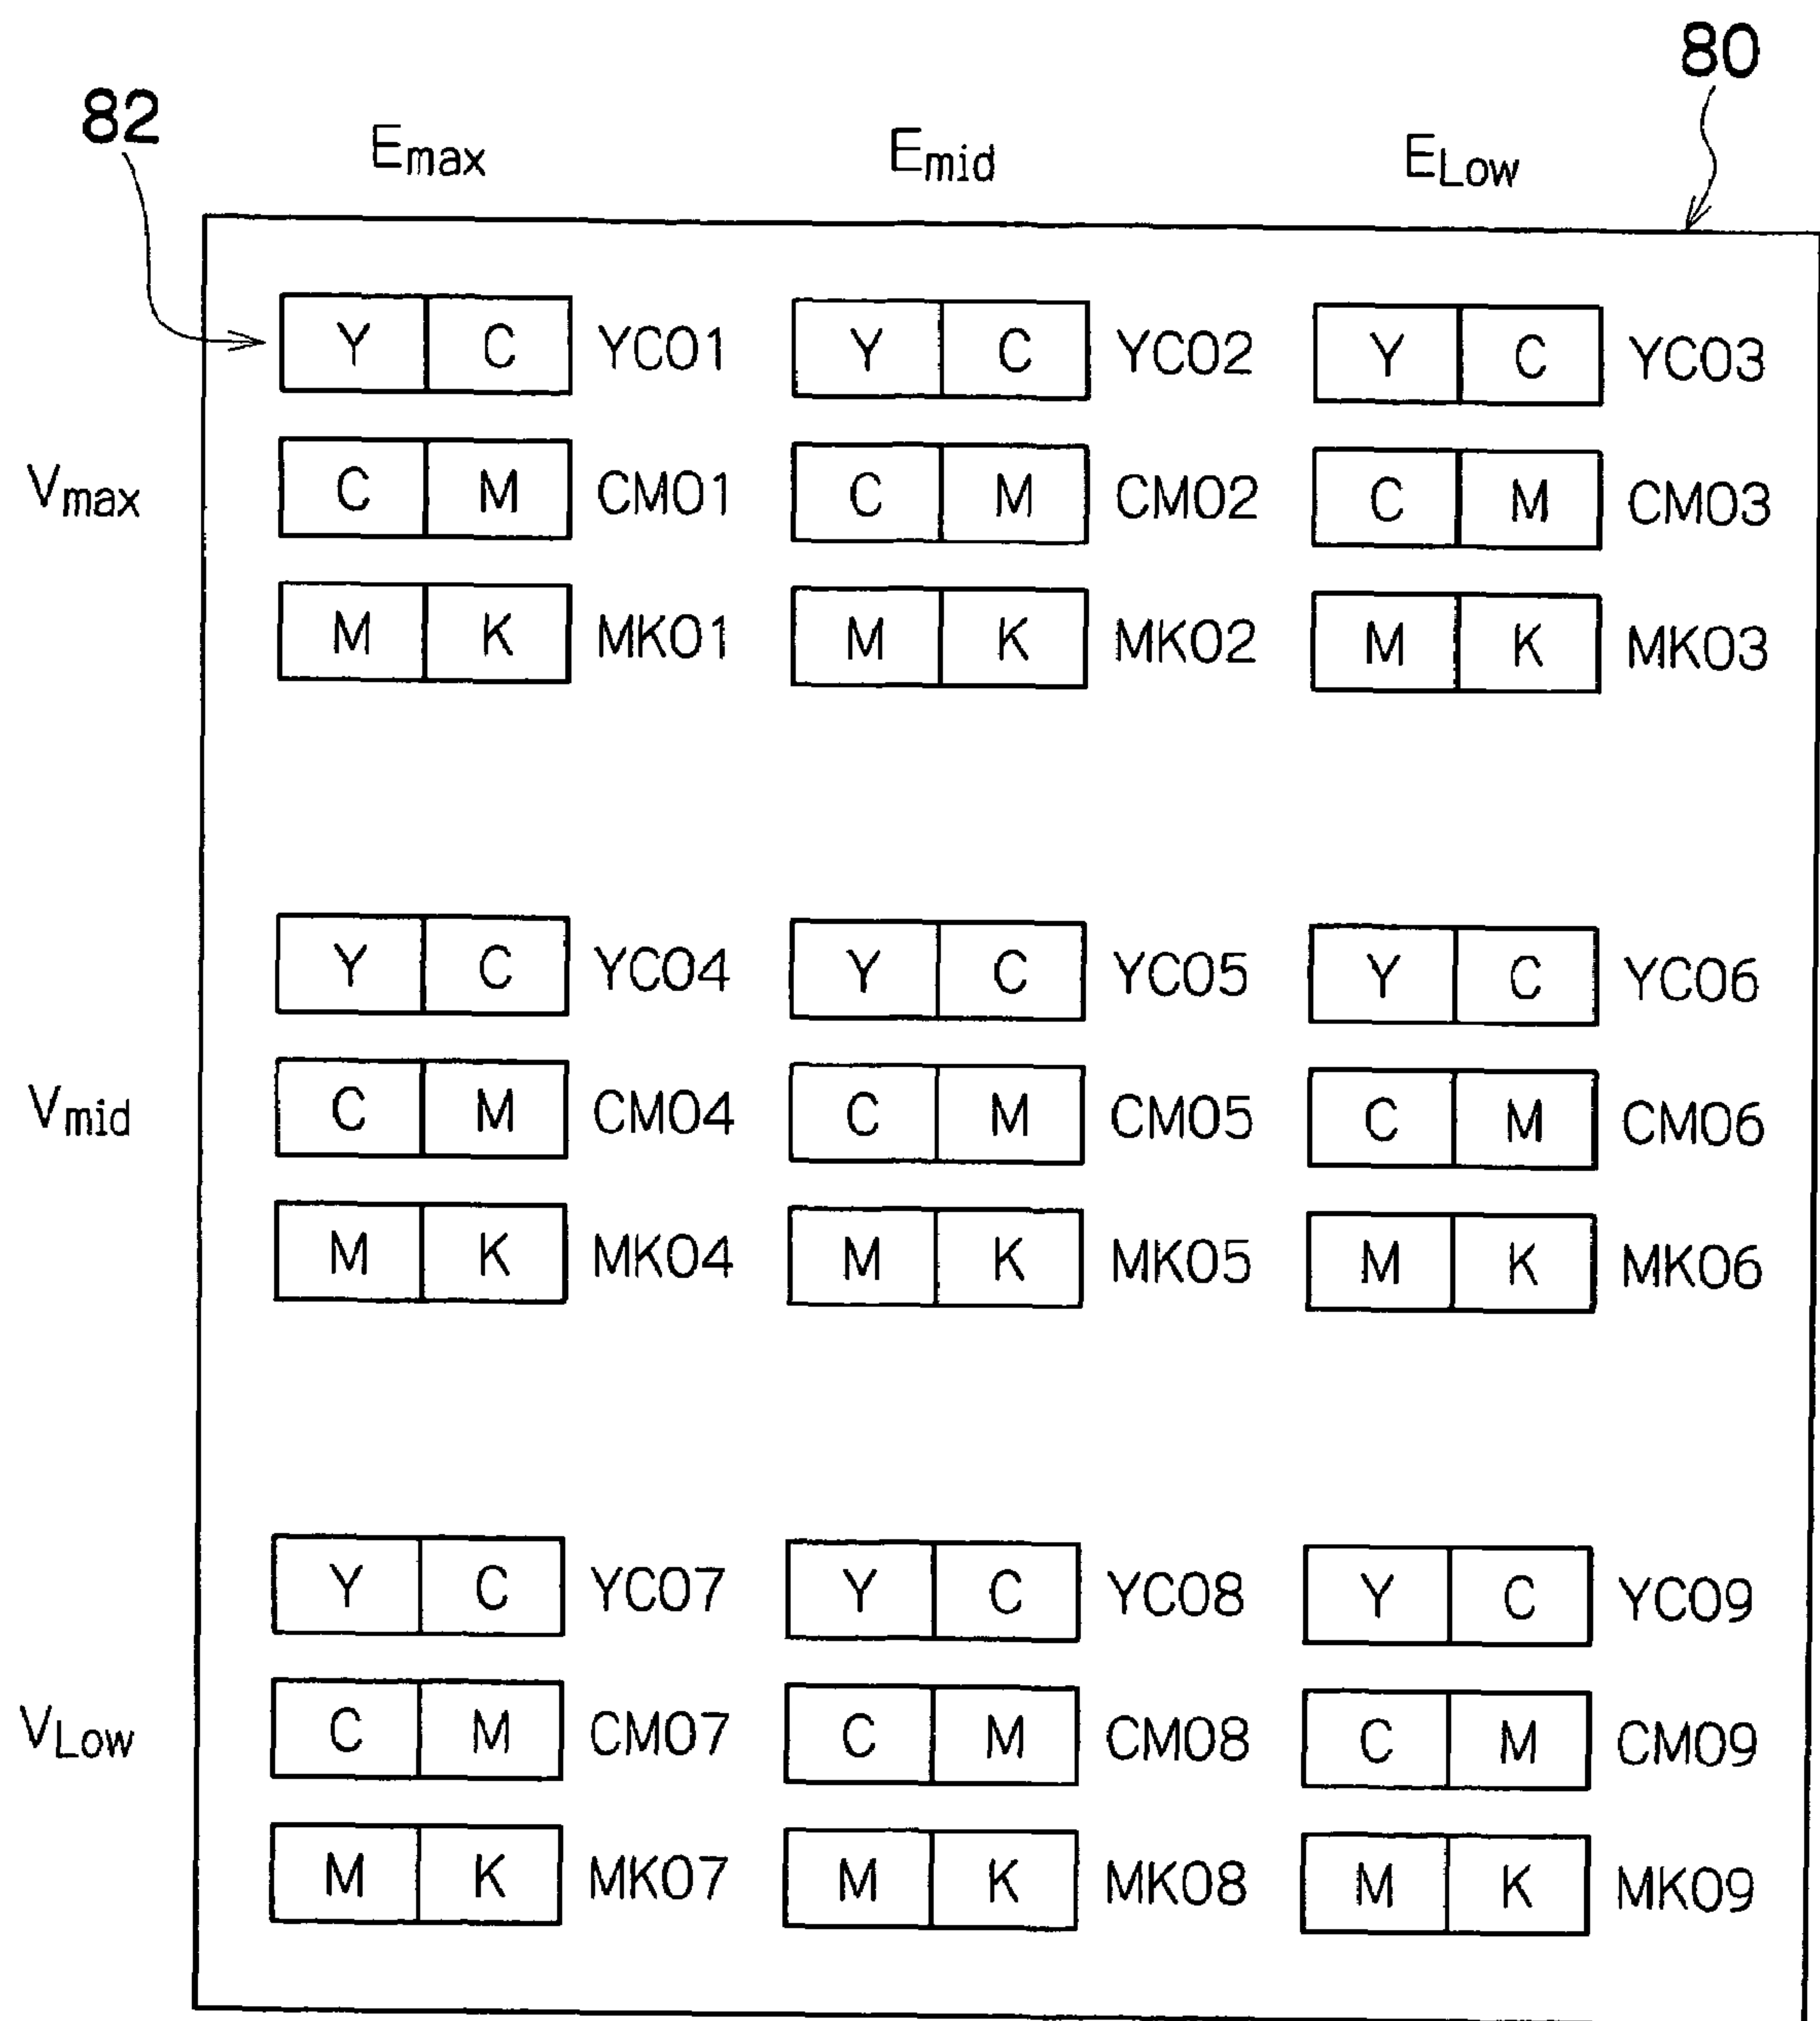 80
82
Emax Emid ELow
Y C YC01 Y C YC02 Y C YC03
Vmax C M CM01 C M CM02 C M CM03
M K MK01 M K MK02 M K MK03
Y C YC04 Y C YC05 Y C YC06
Vmid C M CM04 C M CM05 C M CM06
M K MK04 M K MK05 M K MK06
Y C YC07 Y C YC08 Y C YC09
VLow C M CM07 C M CM08 C M CM09
M K MK07 M K MK08 M K MK09